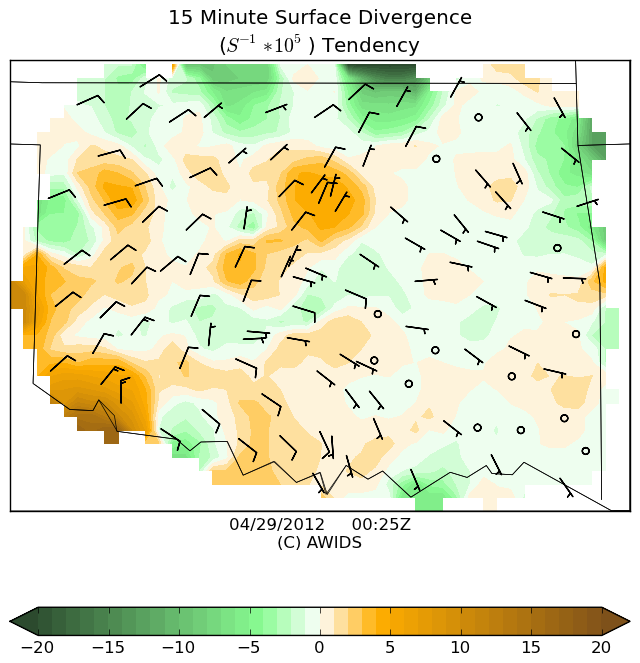 15 Minute Surface Divergence
(S⁻¹ * 10⁵ ) Tendency
04/29/2012 00:25Z
(C) AWIDS
−20 −15 −10 −5 0 5 10 15 20